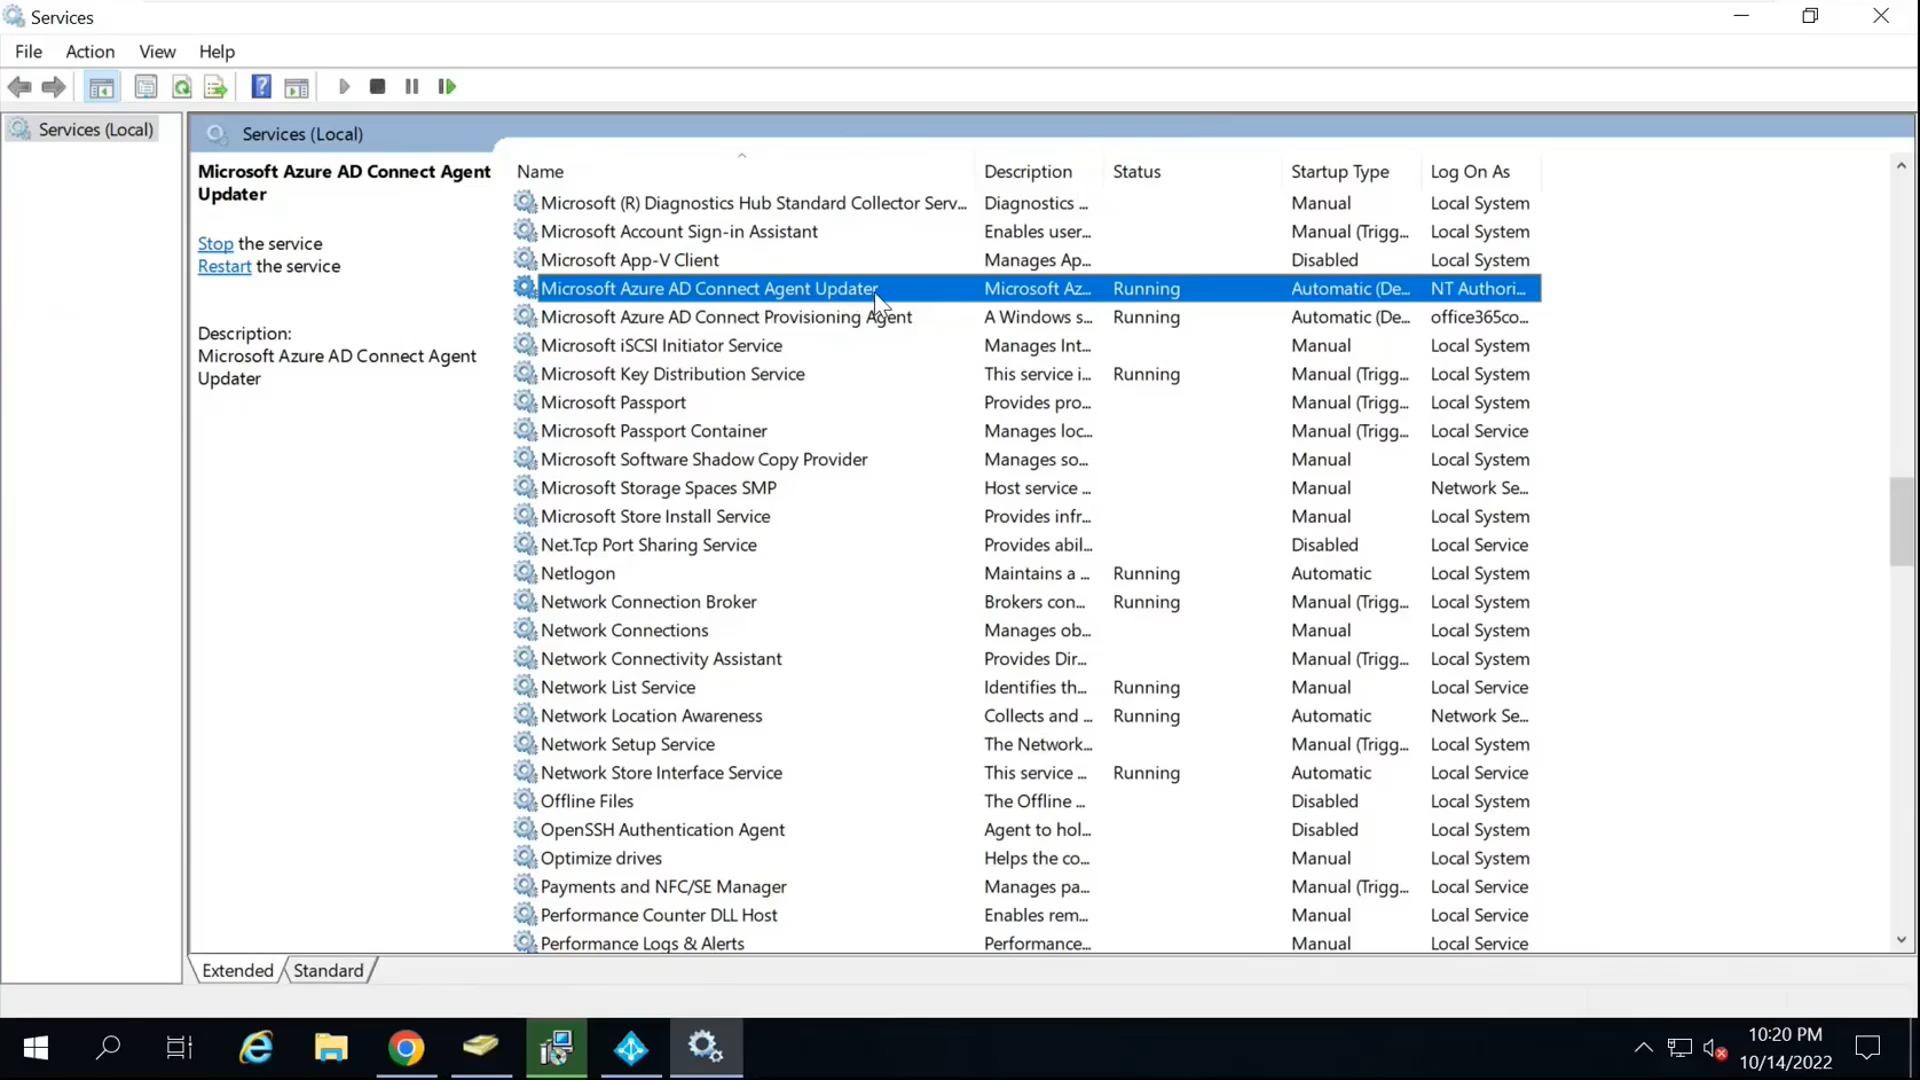 Services
File Action View Help
Services (Local)
Services (Local)
Microsoft Azure AD Connect Agent
Updater
Stop the service
Restart the service
Description:
Microsoft Azure AD Connect Agent
Updater
Name Description Status Startup Type Log On As
Microsoft (R) Diagnostics Hub Standard Collector Serv... Diagnostics ... Manual Local System
Microsoft Account Sign-in Assistant Enables user... Manual (Trigg... Local System
Microsoft App-V Client Manages Ap... Disabled Local System
Microsoft Azure AD Connect Agent Updater Microsoft Az... Running Automatic (De... NT Authori...
Microsoft Azure AD Connect Provisioning Agent A Windows s... Running Automatic (De... office365co...
Microsoft iSCSI Initiator Service Manages Int... Manual Local System
Microsoft Key Distribution Service This service i... Running Manual (Trigg... Local System
Microsoft Passport Provides pro... Manual (Trigg... Local System
Microsoft Passport Container Manages loc... Manual (Trigg... Local Service
Microsoft Software Shadow Copy Provider Manages so... Manual Local System
Microsoft Storage Spaces SMP Host service ... Manual Network Se...
Microsoft Store Install Service Provides infr... Manual Local System
Net.Tcp Port Sharing Service Provides abil... Disabled Local Service
Netlogon Maintains a ... Running Automatic Local System
Network Connection Broker Brokers con... Running Manual (Trigg... Local System
Network Connections Manages ob... Manual Local System
Network Connectivity Assistant Provides Dir... Manual (Trigg... Local System
Network List Service Identifies th... Running Manual Local Service
Network Location Awareness Collects and ... Running Automatic Network Se...
Network Setup Service The Network... Manual (Trigg... Local System
Network Store Interface Service This service ... Running Automatic Local Service
Offline Files The Offline ... Disabled Local System
OpenSSH Authentication Agent Agent to hol... Disabled Local System
Optimize drives Helps the co... Manual Local System
Payments and NFC/SE Manager Manages pa... Manual (Trigg... Local Service
Performance Counter DLL Host Enables rem... Manual Local Service
Performance Logs & Alerts Performance... Manual Local Service
Extended Standard
10:20 PM
10/14/2022